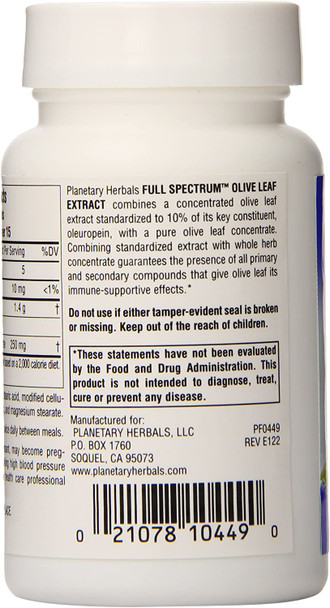 cts
15
t Per Serving %DV
5
10 mg <1%
1.4 g †
250 mg †
based on a 2,000 calorie diet.
modified cellu-
and magnesium stearate.
daily between meals.
may become preg-
high blood pressure
health care professional
Planetary Herbals FULL SPECTRUM™ OLIVE LEAF
EXTRACT combines a concentrated olive leaf
extract standardized to 10% of its key constituent,
oleuropein, with a pure olive leaf concentrate.
Combining standardized extract with whole herb
concentrate guarantees the presence of all primary
and secondary compounds that give olive leaf its
immune-supportive effects.*
Do not use if either tamper-evident seal is broken
or missing. Keep out of the reach of children.
*These statements have not been evaluated
by the Food and Drug Administration. This
product is not intended to diagnose, treat,
cure or prevent any disease.
Manufactured for:
PLANETARY HERBALS, LLC PF0449
P.O. BOX 1760 REV E122
SOQUEL, CA 95073
www.planetaryherbals.com
0 21078 10449 0